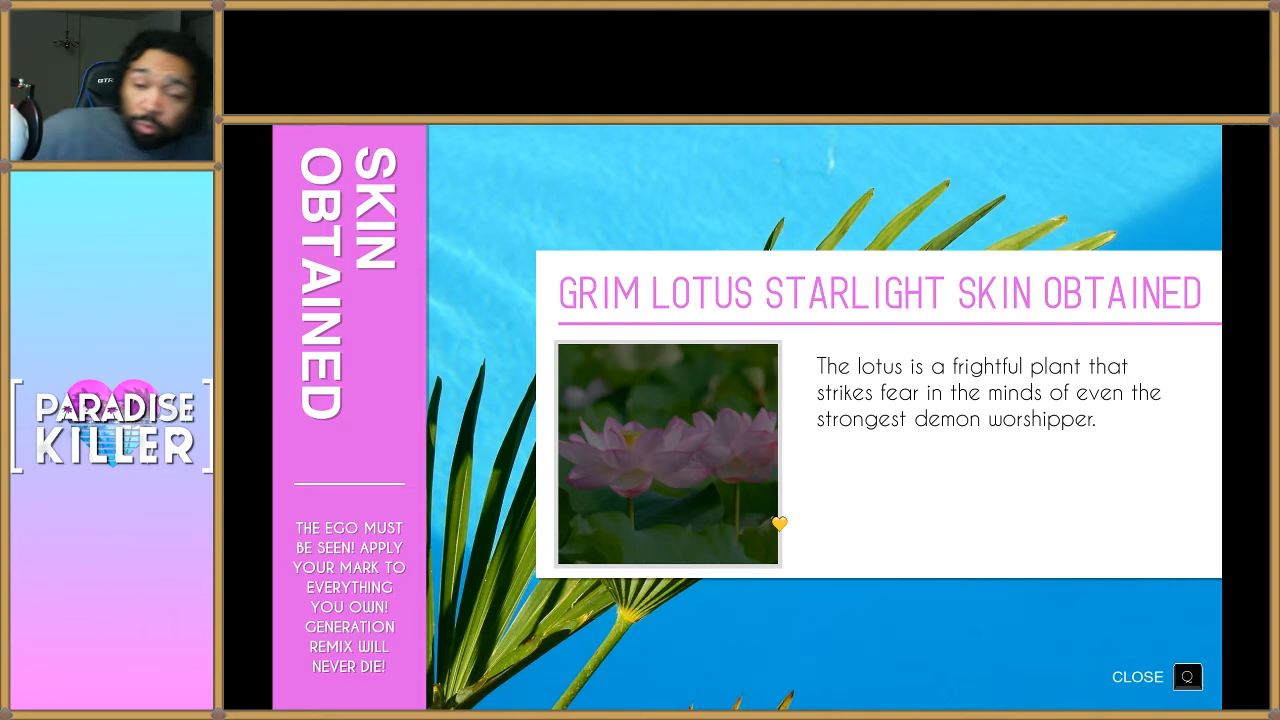 GTR
[ PARADISE
KILLER ]
SKIN
OBTAINED
THE EGO MUST
BE SEEN! APPLY
YOUR MARK TO
EVERYTHING
YOU OWN!
GENERATION
REMIX WILL
NEVER DIE!
GRIM LOTUS STARLIGHT SKIN OBTAINED
The lotus is a frightful plant that
strikes fear in the minds of even the
strongest demon worshipper.
CLOSE Q